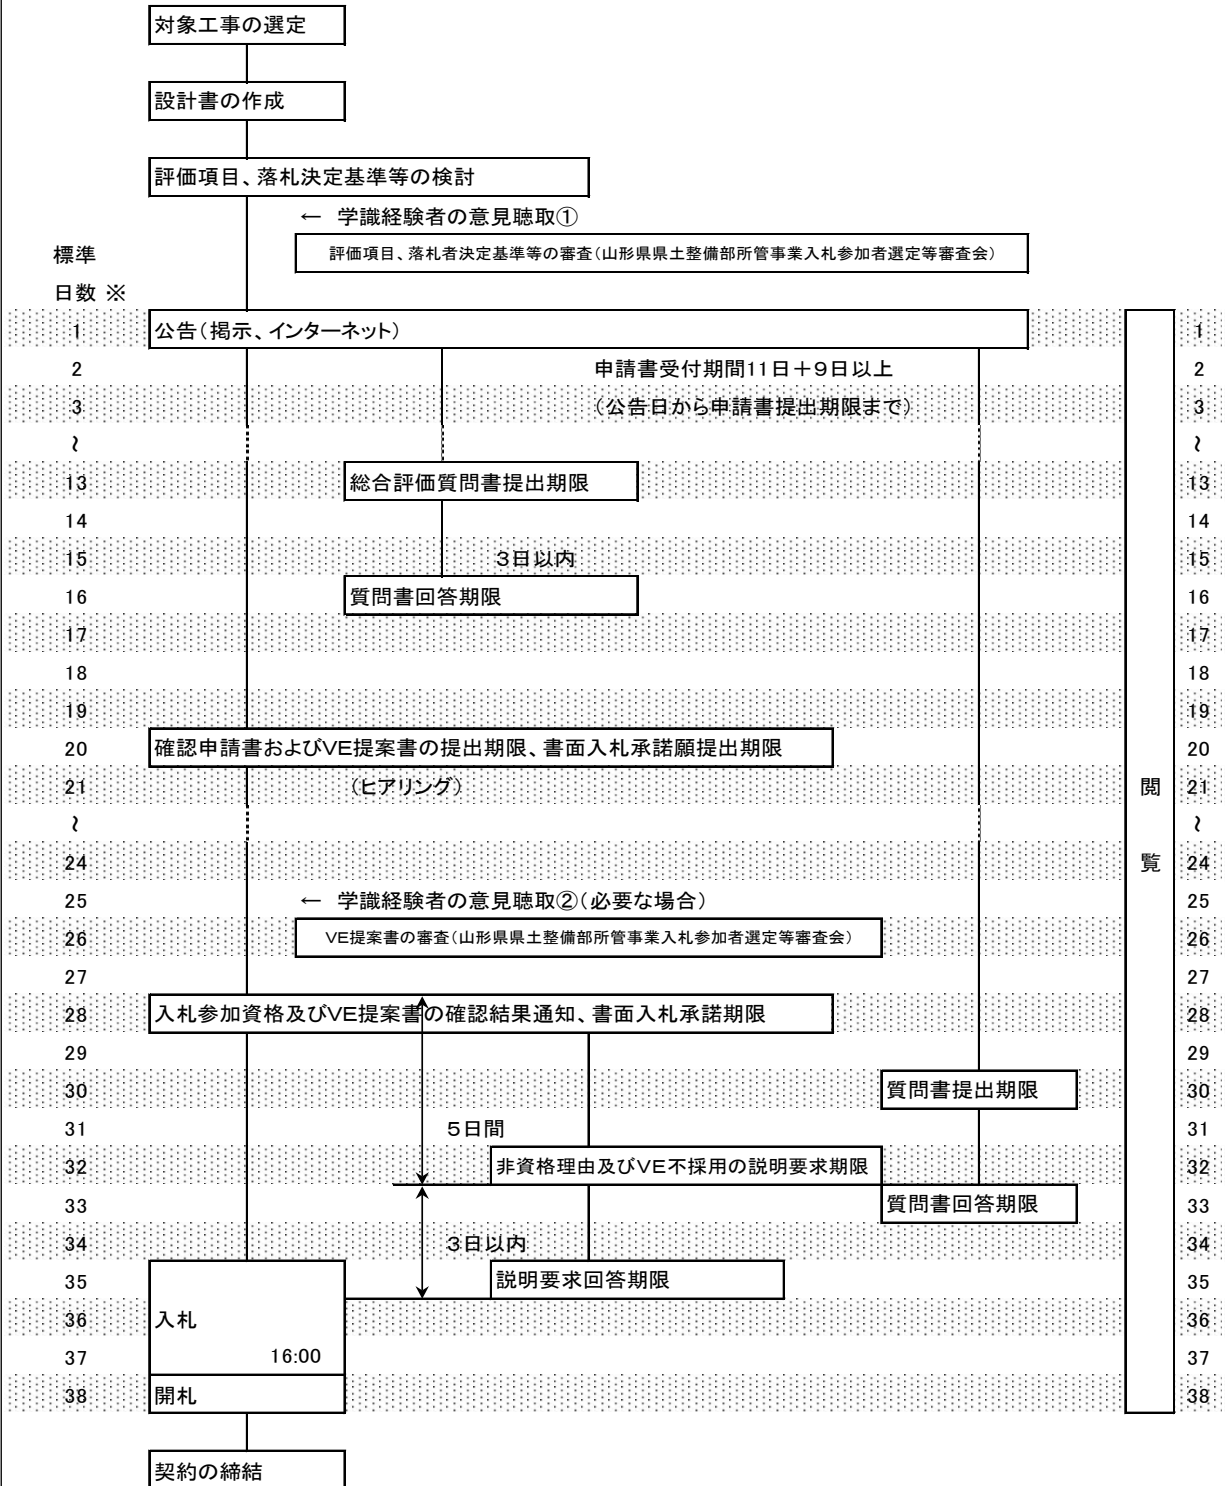 対象工事の選定
設計書の作成
評価項目、落札決定基準等の検討
← 学識経験者の意見聴取①
標準 評価項目、落札者決定基準等の審査(山形県県土整備部所管事業入札参加者選定等審査会)
日数 ※
1 公告(掲示、インターネット) 1
2 申請書受付期間11日+9日以上 2
3 (公告日から申請書提出期限まで) 3
~ ~
13 総合評価質問書提出期限 13
14 14
15 3日以内 15
16 質問書回答期限 16
17 17
18 18
19 19
20 確認申請書およびVE提案書の提出期限、書面入札承諾願提出期限 20
21 (ヒアリング) 閲 21
~ ~
24 覧 24
25 ← 学識経験者の意見聴取②(必要な場合) 25
26 VE提案書の審査(山形県県土整備部所管事業入札参加者選定等審査会) 26
27 27
28 入札参加資格及びVE提案書の確認結果通知、書面入札承諾期限 28
29 29
30 質問書提出期限 30
31 5日間 31
32 非資格理由及びVE不採用の説明要求期限 32
33 質問書回答期限 33
34 3日以内 34
35 説明要求回答期限 35
36 入札 36
37 16:00 37
38 開札 38
契約の締結